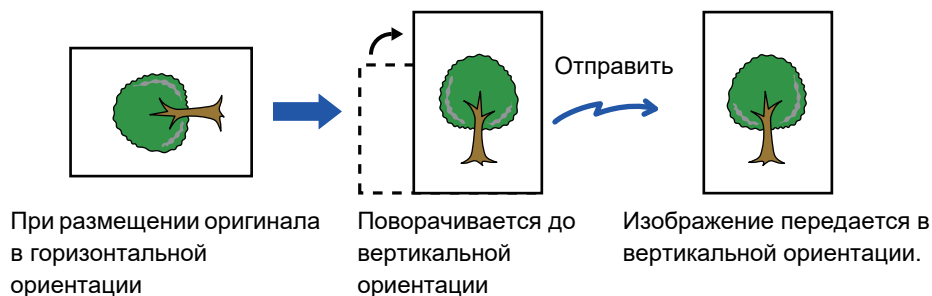 Отправить
При размещении оригинала
в горизонтальной
ориентации
Поворачивается до
вертикальной
ориентации
Изображение передается в
вертикальной ориентации.